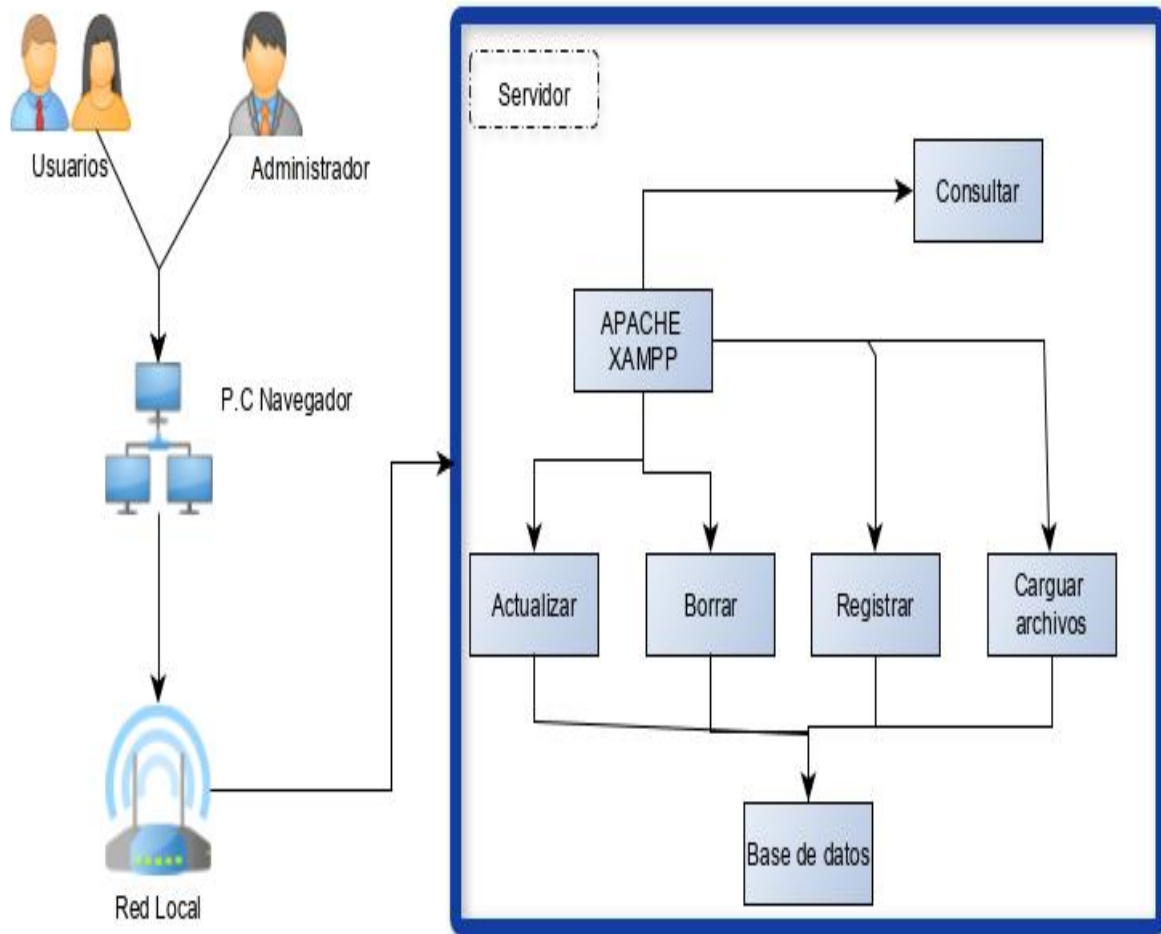 Usuarios
Administrador
P.C Navegador
Red Local
Servidor
Consultar
APACHE
XAMPP
Actualizar
Borrar
Registrar
Carguar
archivos
Base de datos